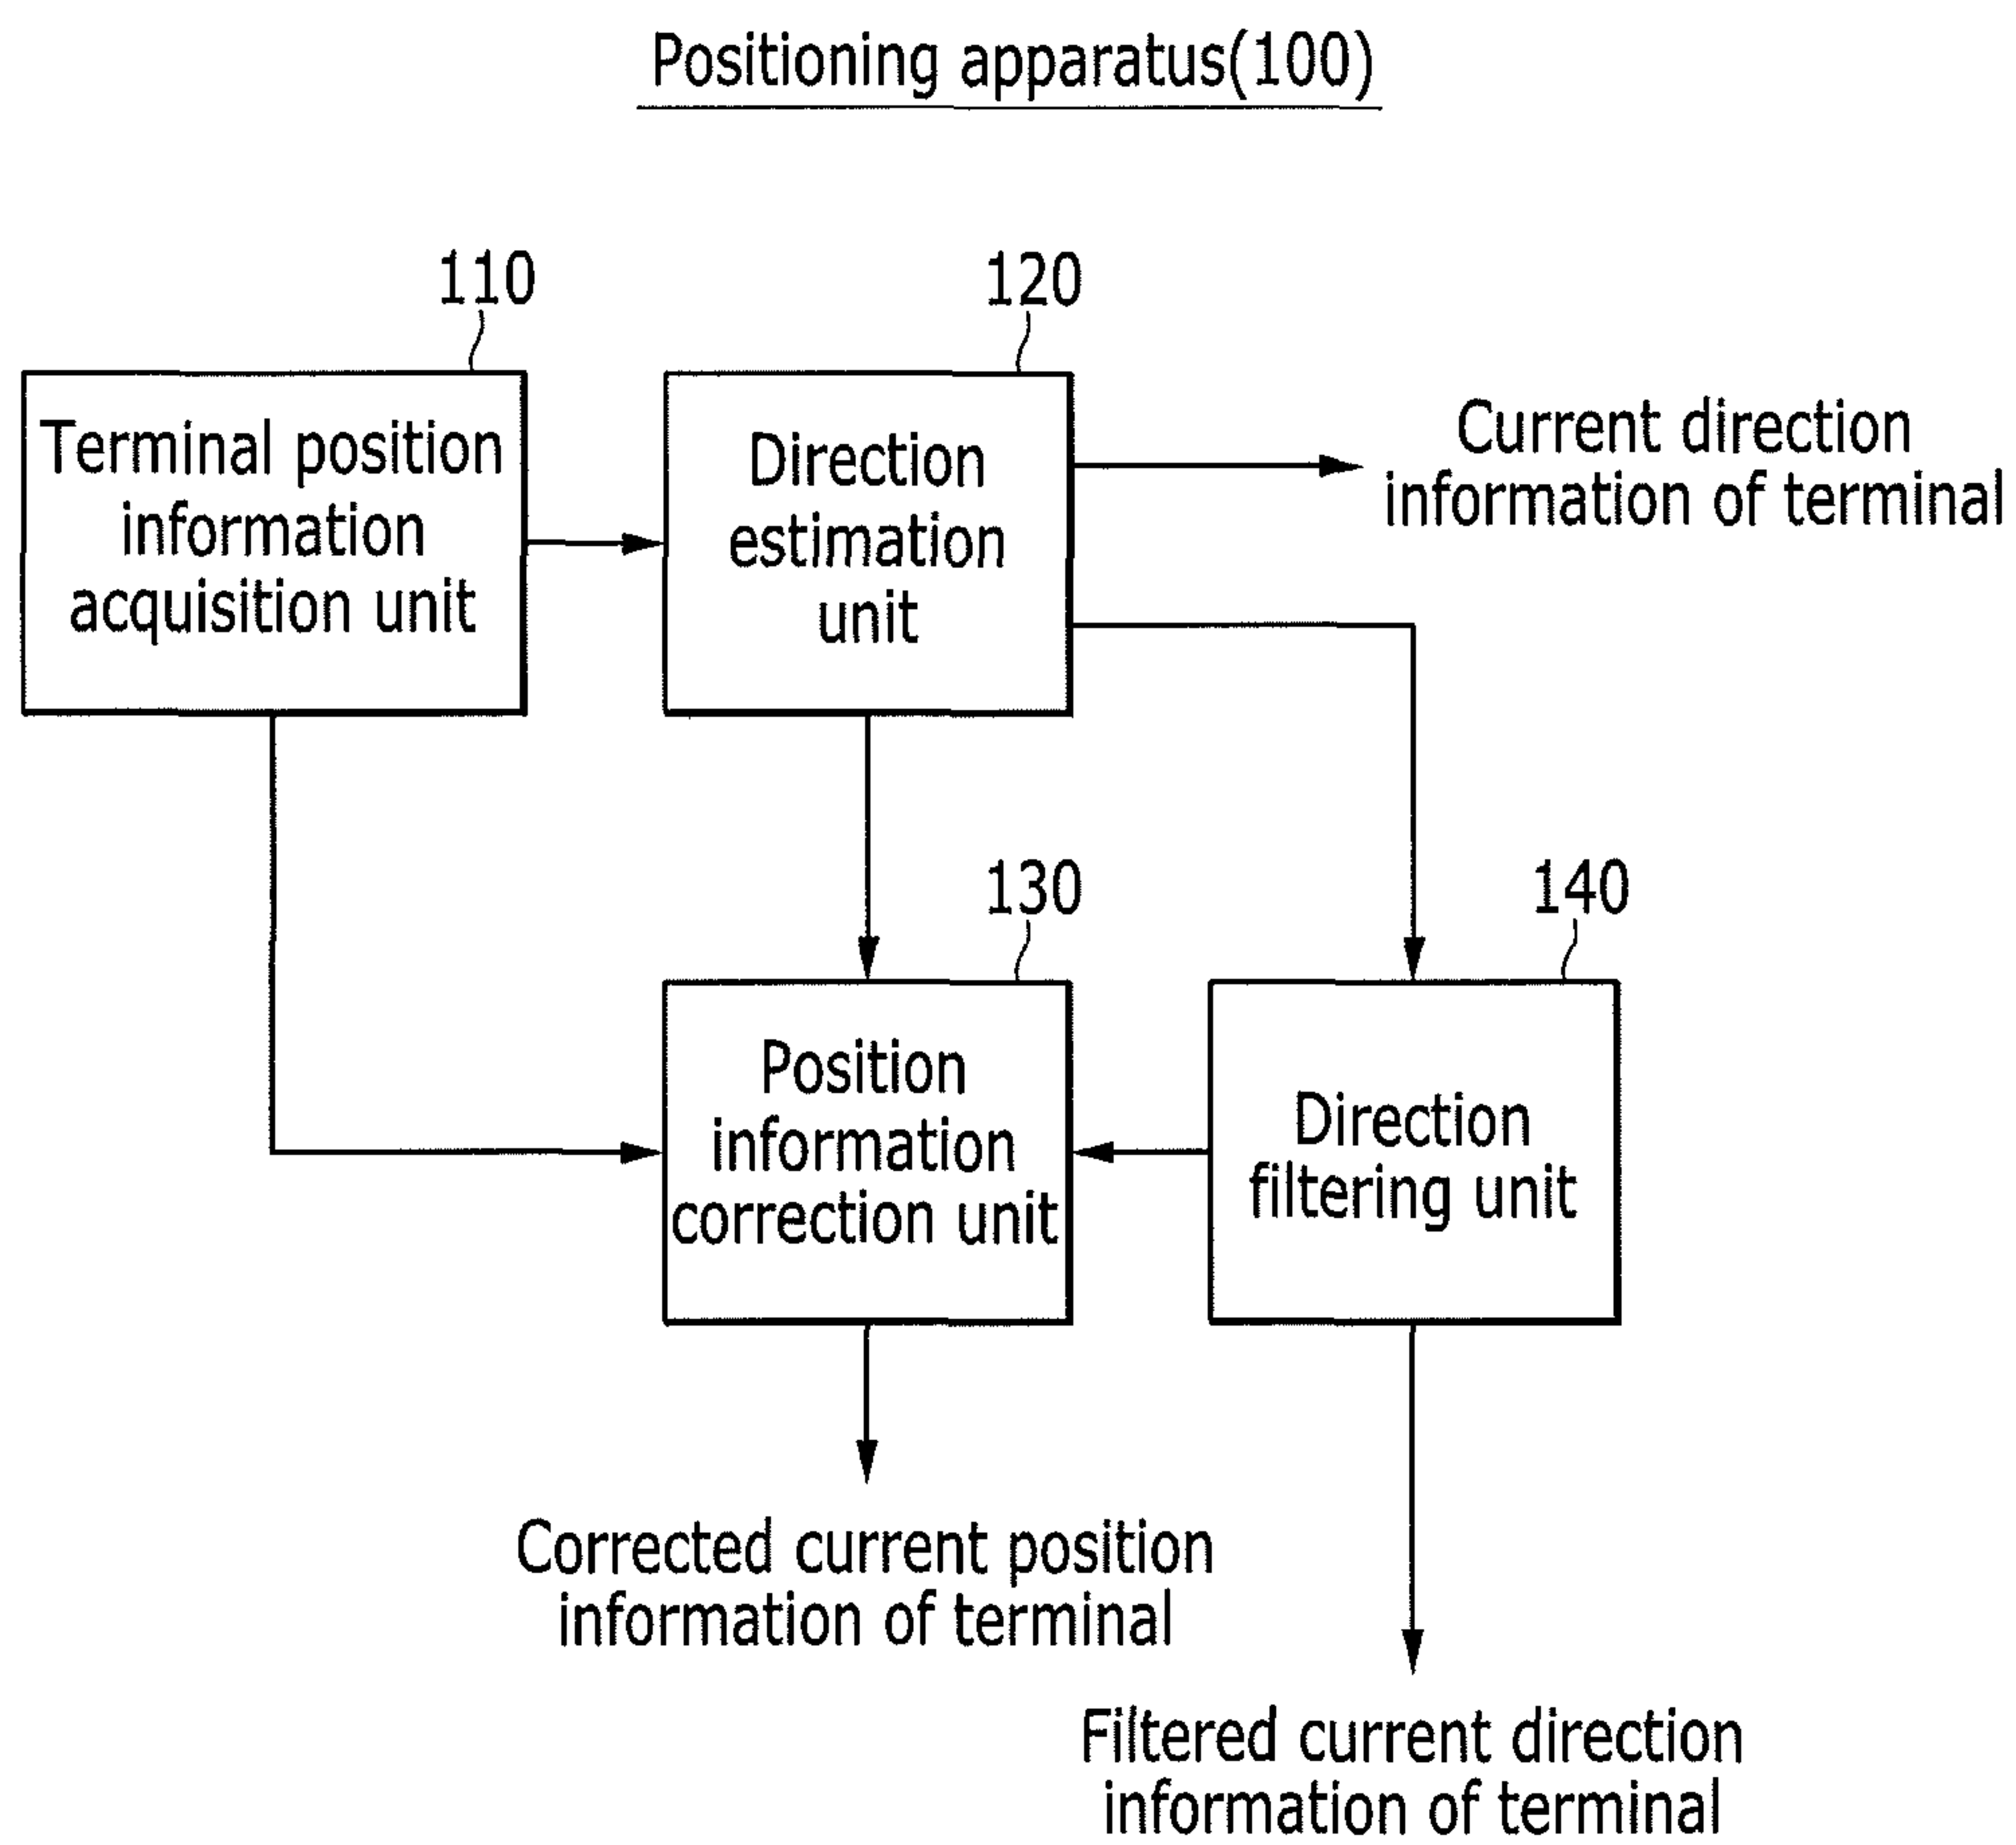 Positioning apparatus(100)
110
120
Terminal position
information
acquisition unit
Direction
estimation
unit
Current direction
information of terminal
130
140
Position
information
correction unit
Direction
filtering unit
Corrected current position
information of terminal
Filtered current direction
information of terminal